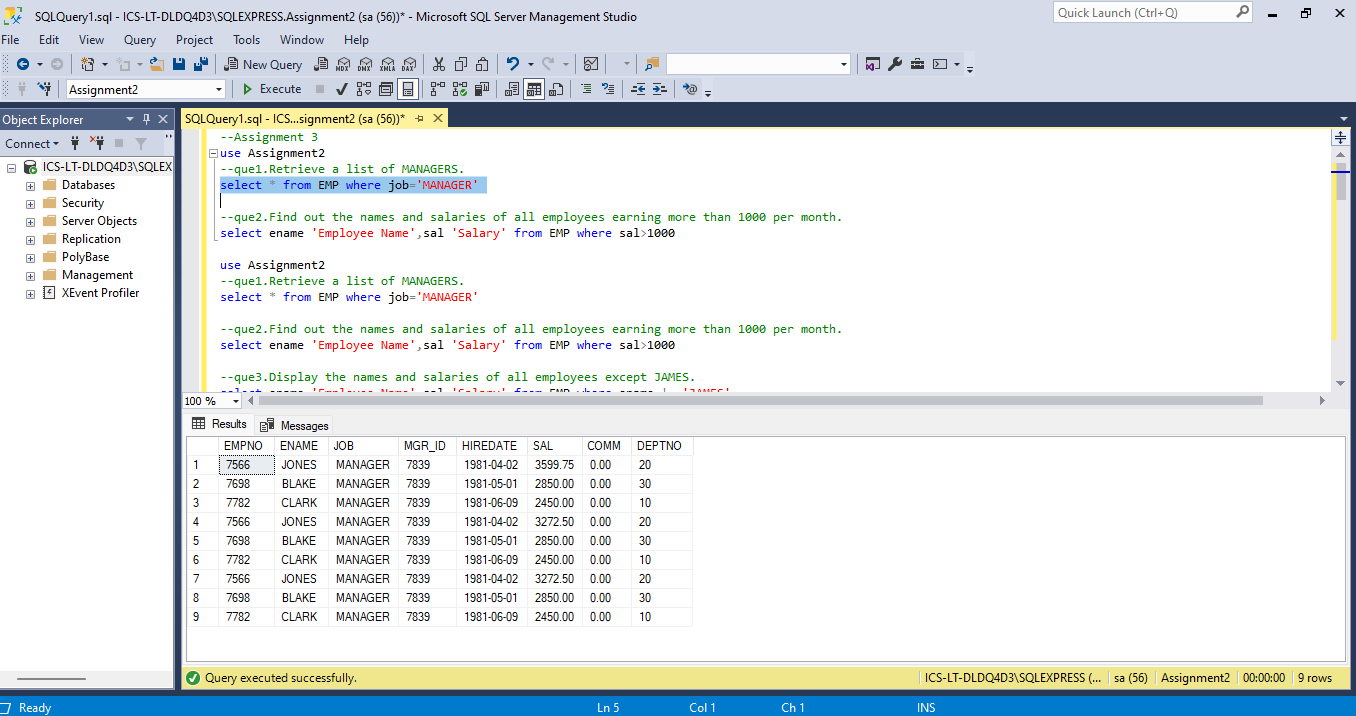 SQLQuery1.sql - ICS-LT-DLDQ4D3\SQLEXPRESS.Assignment2 (sa (56))* - Microsoft SQL Server Management Studio
Quick Launch (Ctrl+Q)
File Edit View Query Project Tools Window Help
New Query MDX DMX XMLA DAX
Assignment2 Execute
Object Explorer
SQLQuery1.sql - ICS...signment2 (sa (56))*
Connect
ICS-LT-DLDQ4D3\SQLEX
Databases
Security
Server Objects
Replication
PolyBase
Management
XEvent Profiler
--Assignment 3
use Assignment2
--que1.Retrieve a list of MANAGERS.
select * from EMP where job='MANAGER'
--que2.Find out the names and salaries of all employees earning more than 1000 per month.
select ename 'Employee Name',sal 'Salary' from EMP where sal>1000
use Assignment2
--que1.Retrieve a list of MANAGERS.
select * from EMP where job='MANAGER'
--que2.Find out the names and salaries of all employees earning more than 1000 per month.
select ename 'Employee Name',sal 'Salary' from EMP where sal>1000
--que3.Display the names and salaries of all employees except JAMES.
100 %
Results Messages
EMPNO ENAME JOB MGR_ID HIREDATE SAL COMM DEPTNO
1 7566 JONES MANAGER 7839 1981-04-02 3599.75 0.00 20
2 7698 BLAKE MANAGER 7839 1981-05-01 2850.00 0.00 30
3 7782 CLARK MANAGER 7839 1981-06-09 2450.00 0.00 10
4 7566 JONES MANAGER 7839 1981-04-02 3272.50 0.00 20
5 7698 BLAKE MANAGER 7839 1981-05-01 2850.00 0.00 30
6 7782 CLARK MANAGER 7839 1981-06-09 2450.00 0.00 10
7 7566 JONES MANAGER 7839 1981-04-02 3272.50 0.00 20
8 7698 BLAKE MANAGER 7839 1981-05-01 2850.00 0.00 30
9 7782 CLARK MANAGER 7839 1981-06-09 2450.00 0.00 10
Query executed successfully. ICS-LT-DLDQ4D3\SQLEXPRESS (... sa (56) Assignment2 00:00:00 9 rows
Ready Ln 5 Col 1 Ch 1 INS